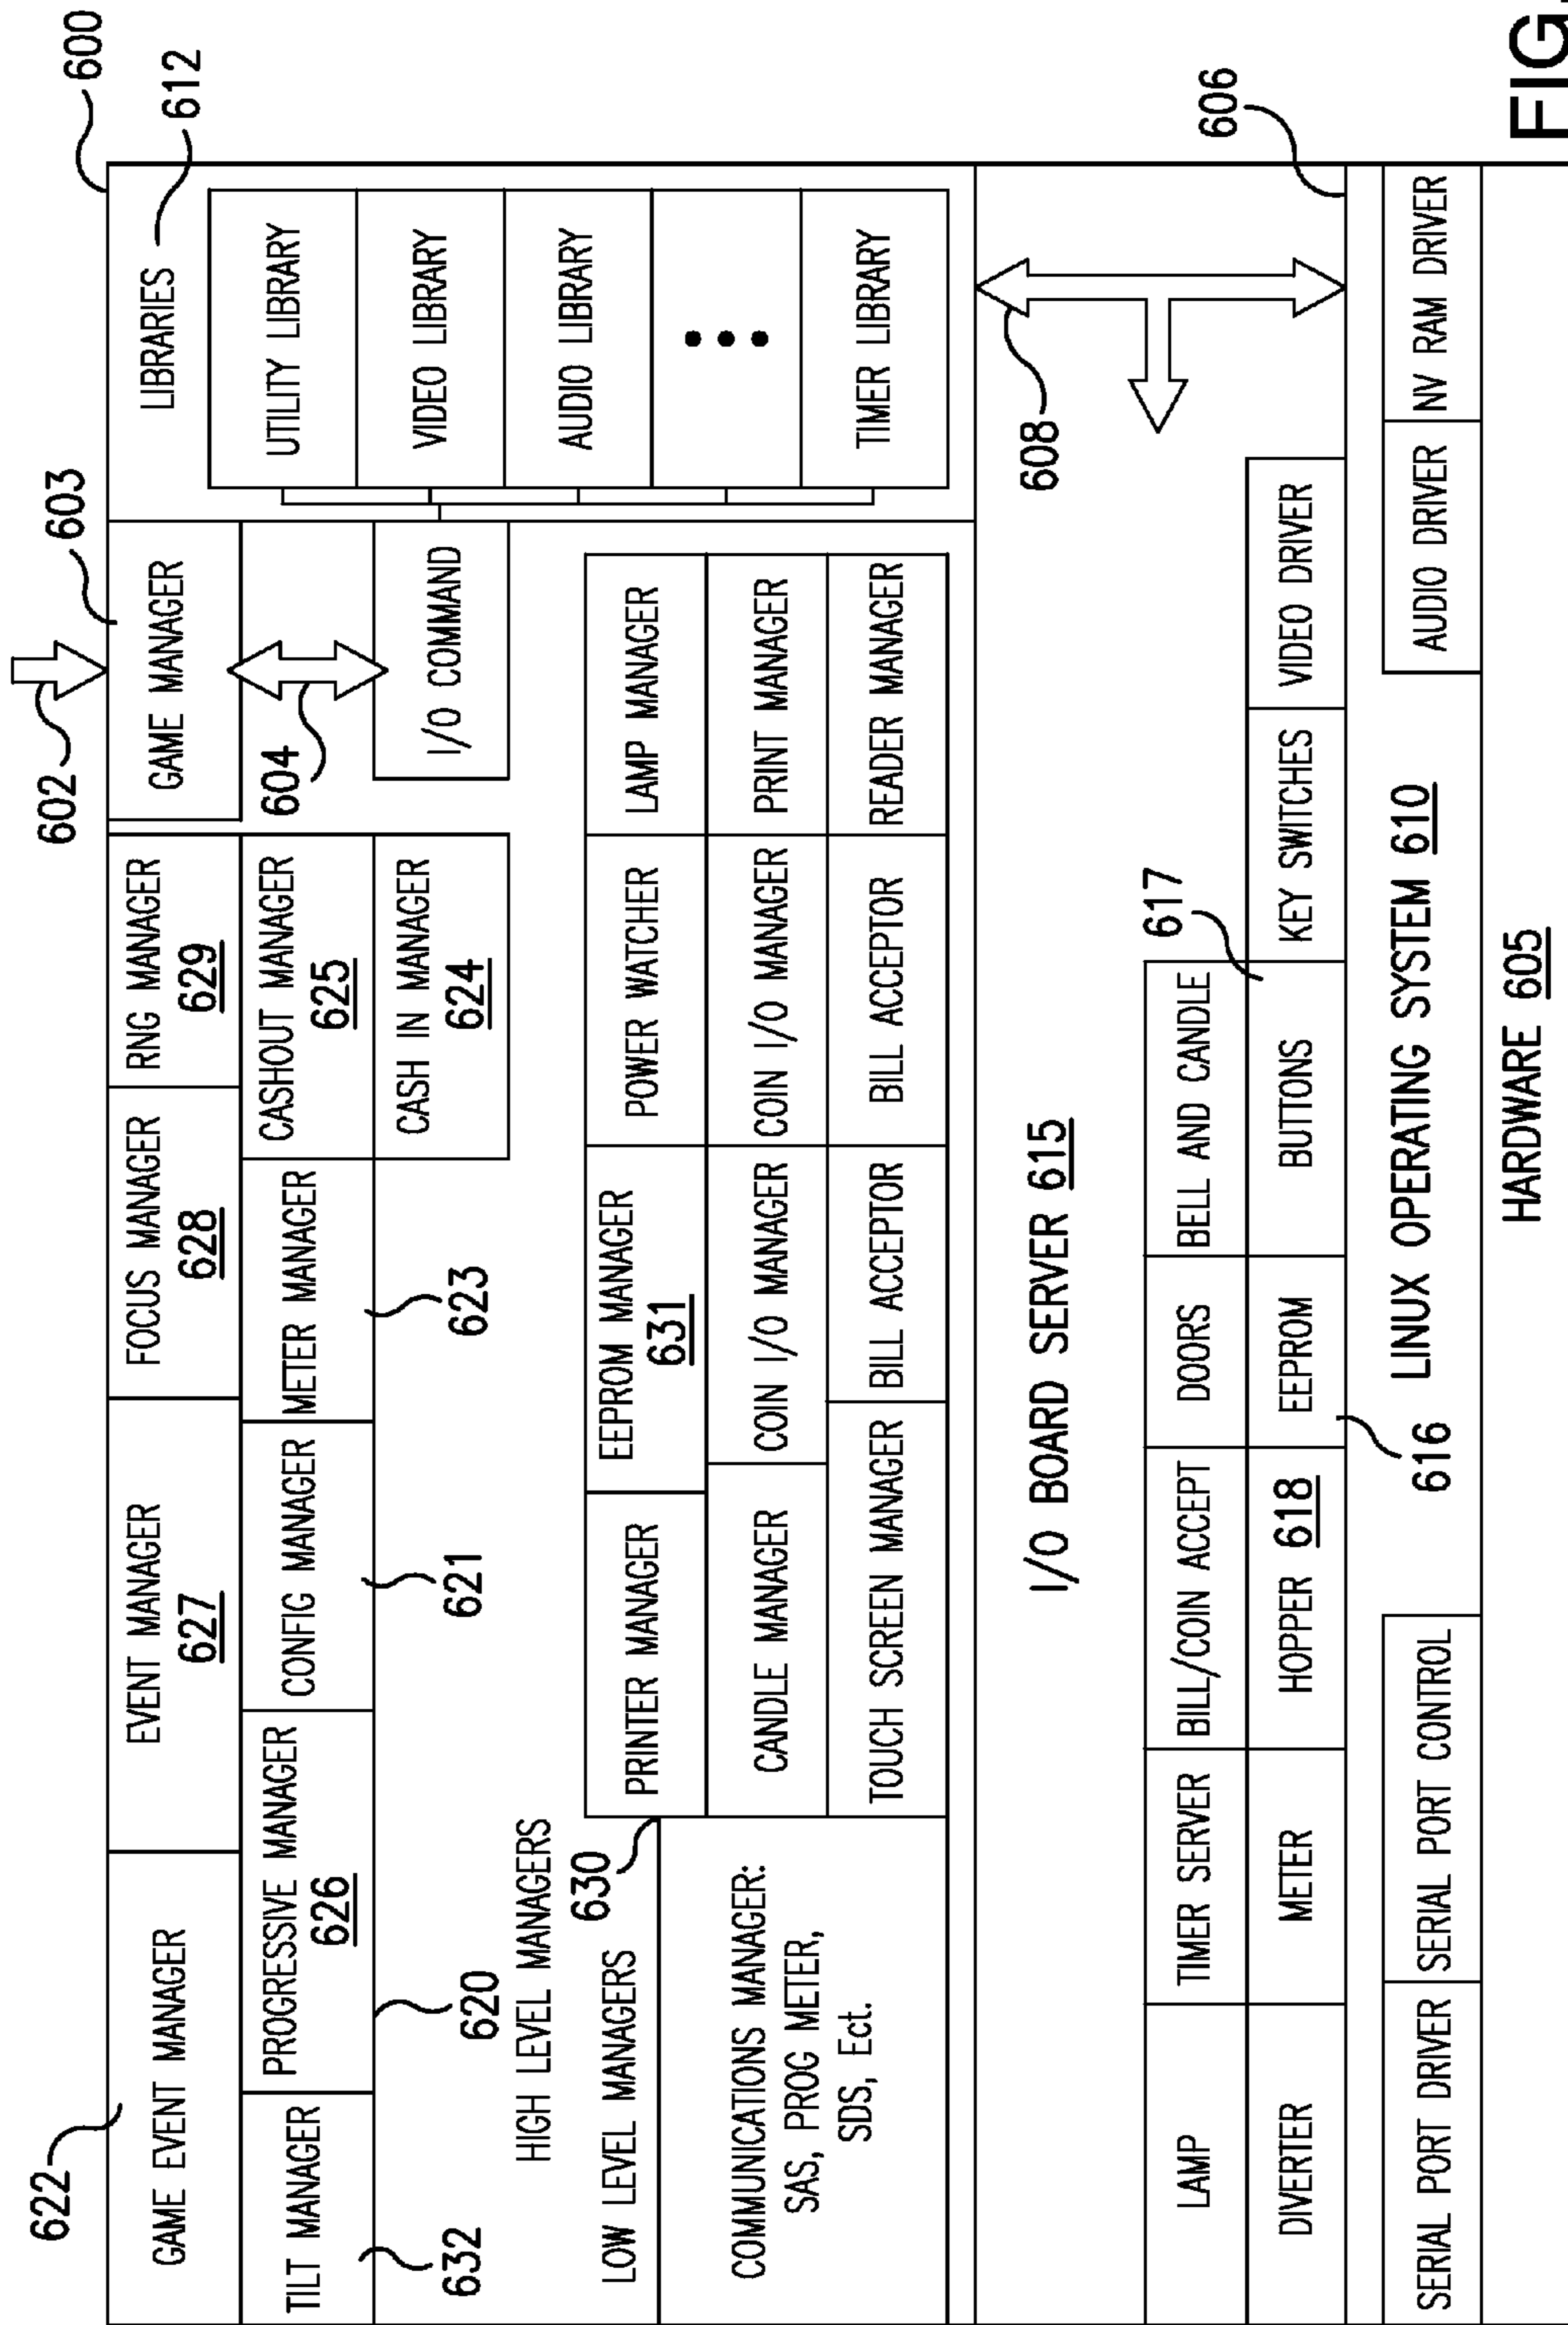 600
602
603
612
622
GAME EVENT MANAGER
EVENT MANAGER
627
FOCUS MANAGER
628
RNG MANAGER
629
GAME MANAGER
LIBRARIES
TILT MANAGER
632
PROGRESSIVE MANAGER
626
620
CONFIG MANAGER
621
METER MANAGER
623
CASHOUT MANAGER
625
CASH IN MANAGER
624
604
I/O COMMAND
UTILITY LIBRARY
VIDEO LIBRARY
AUDIO LIBRARY
TIMER LIBRARY
HIGH LEVEL MANAGERS
LOW LEVEL MANAGERS
630
COMMUNICATIONS MANAGER:
SAS, PROG METER,
SDS, Ect.
PRINTER MANAGER
EEPROM MANAGER
631
POWER WATCHER
LAMP MANAGER
CANDLE MANAGER
COIN I/O MANAGER
COIN I/O MANAGER
PRINT MANAGER
TOUCH SCREEN MANAGER
BILL ACCEPTOR
BILL ACCEPTOR
READER MANAGER
I/O BOARD SERVER 615
608
606
617
LAMP
TIMER SERVER
BILL/COIN ACCEPT
DOORS
BELL AND CANDLE
DIVERTER
METER
HOPPER 618
EEPROM
BUTTONS
KEY SWITCHES
VIDEO DRIVER
616
LINUX OPERATING SYSTEM 610
SERIAL PORT DRIVER
SERIAL PORT CONTROL
AUDIO DRIVER
NV RAM DRIVER
HARDWARE 605
FIG.